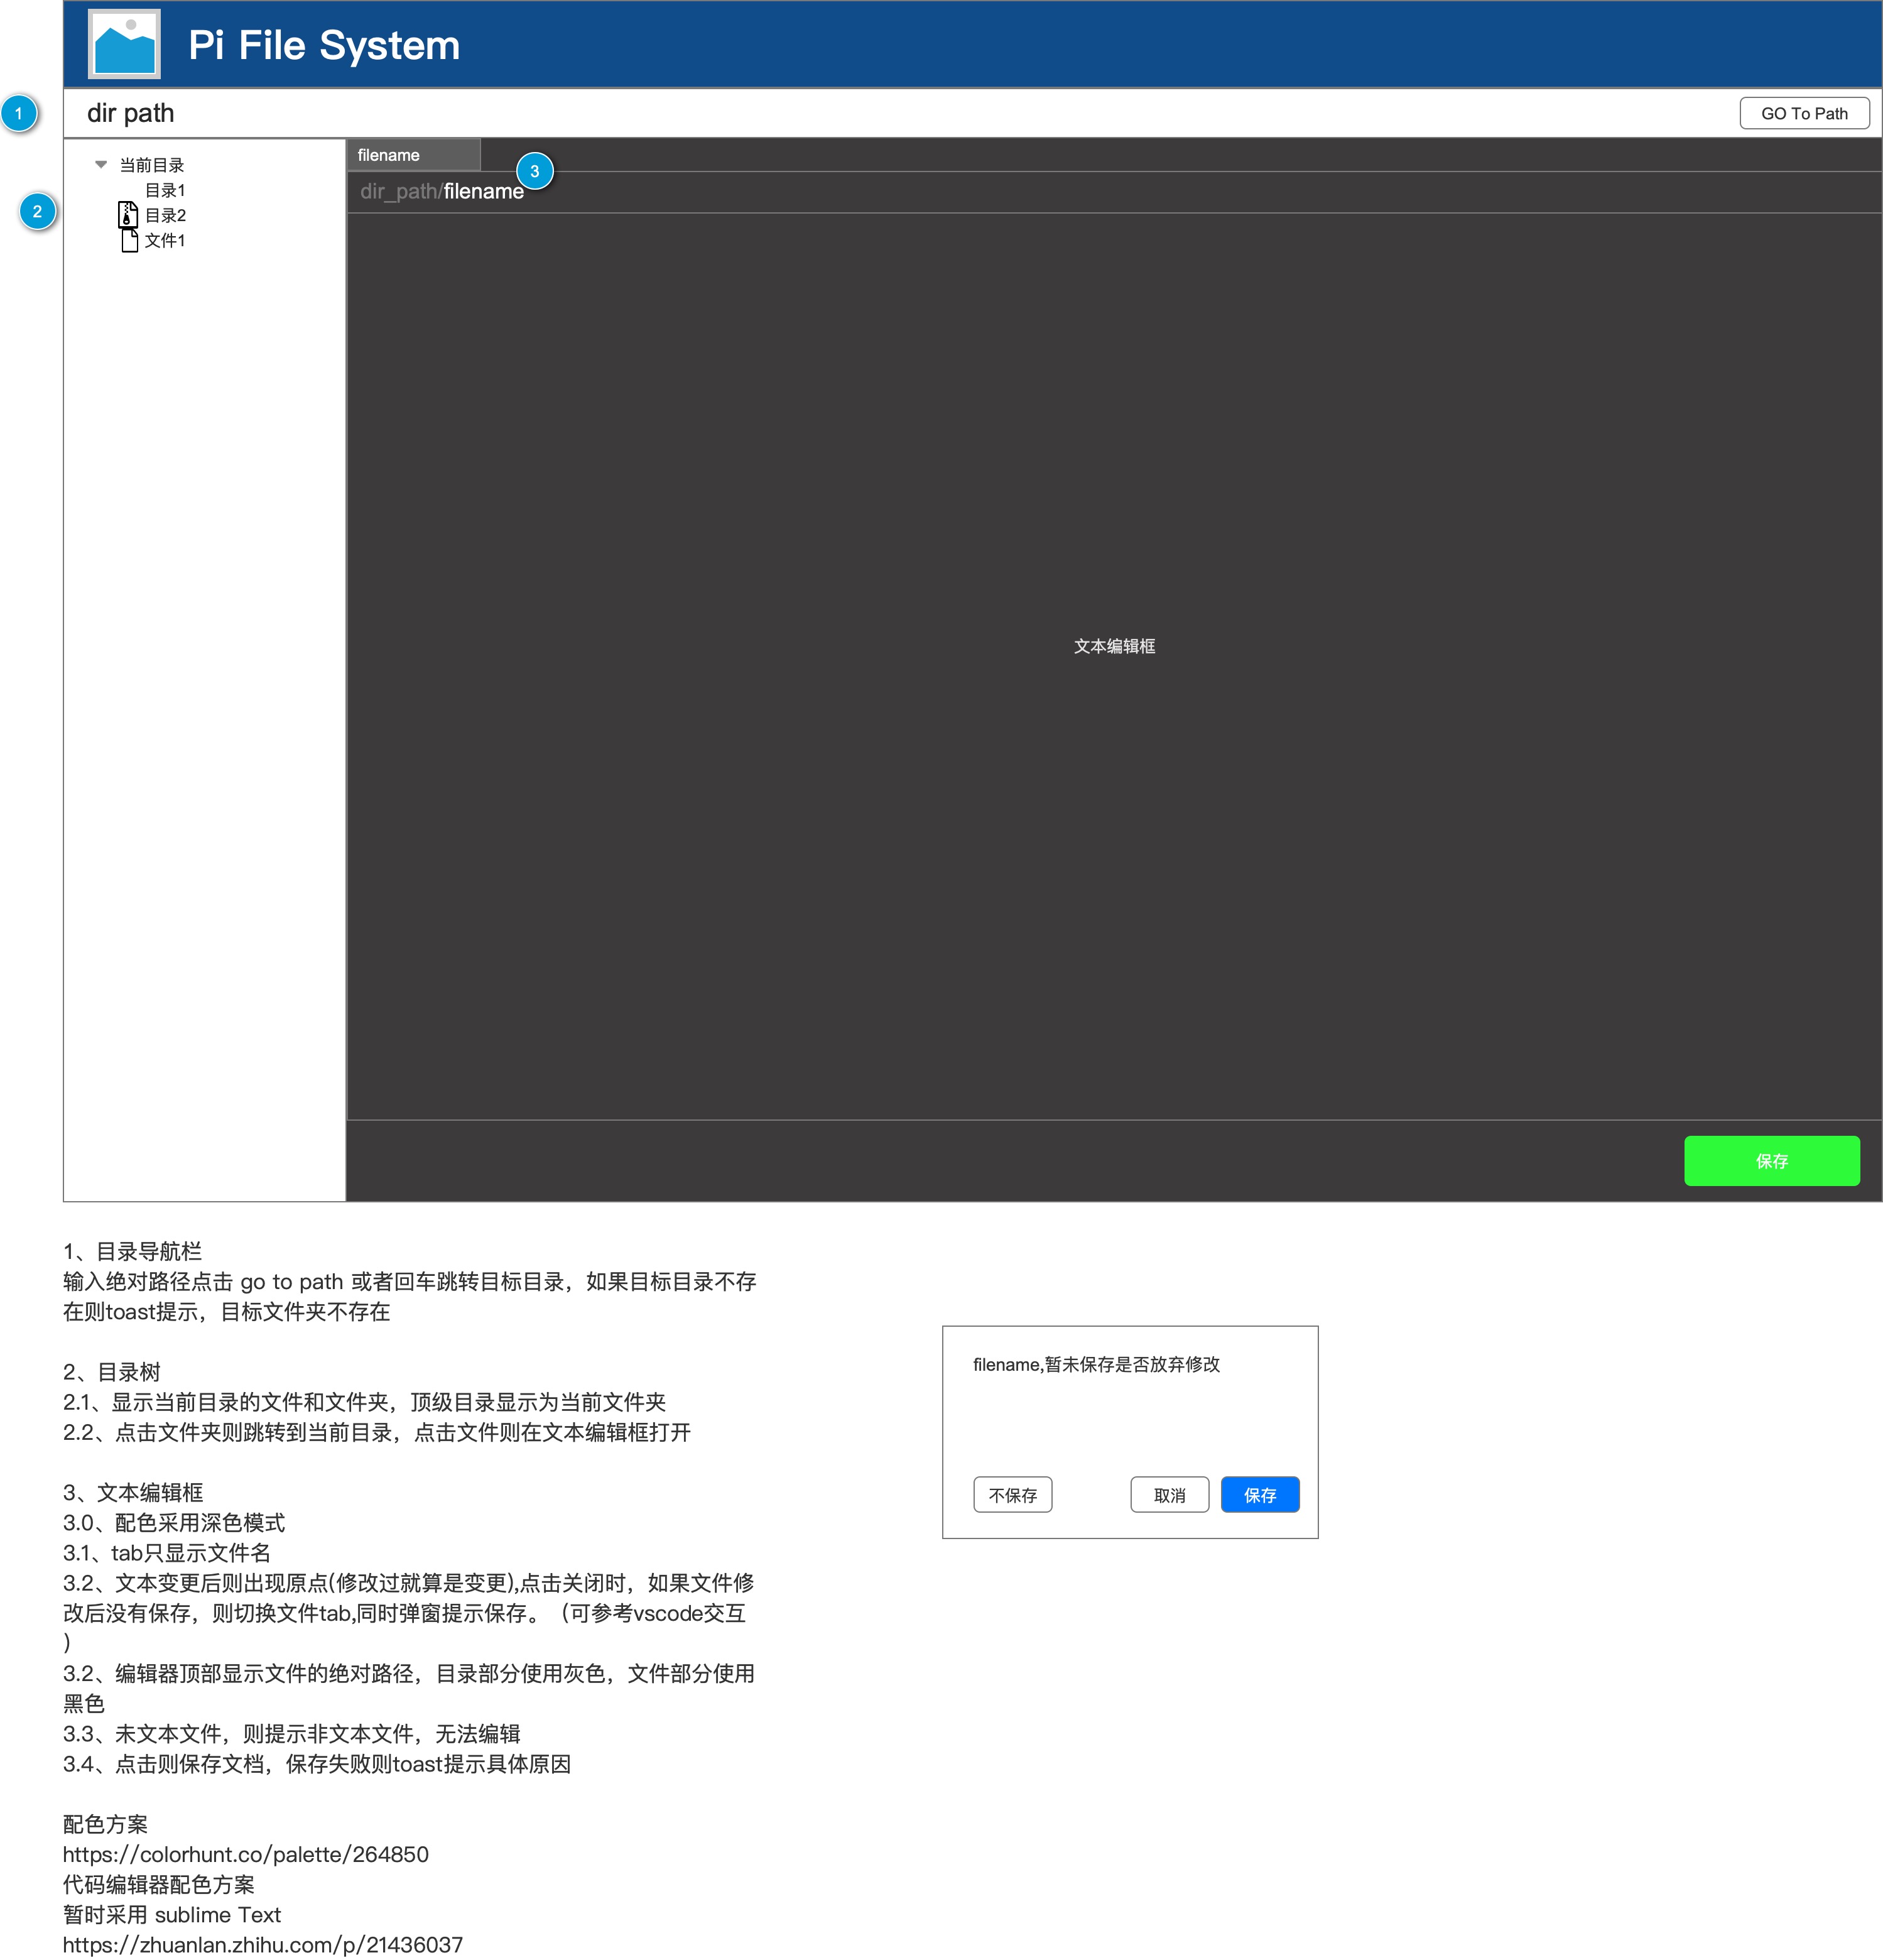 Pi File System
1
dir path
GO To Path
当前目录
目录1
2
目录2
文件1
filename
3
dir_path/filename
文本编辑框
保存
1、目录导航栏
输入绝对路径点击 go to path 或者回车跳转目标目录，如果目标目录不存
在则toast提示，目标文件夹不存在
2、目录树
2.1、显示当前目录的文件和文件夹，顶级目录显示为当前文件夹
2.2、点击文件夹则跳转到当前目录，点击文件则在文本编辑框打开
3、文本编辑框
3.0、配色采用深色模式
3.1、tab只显示文件名
3.2、文本变更后则出现原点(修改过就算是变更),点击关闭时，如果文件修
改后没有保存，则切换文件tab,同时弹窗提示保存。（可参考vscode交互
）
3.2、编辑器顶部显示文件的绝对路径，目录部分使用灰色，文件部分使用
黑色
3.3、未文本文件，则提示非文本文件，无法编辑
3.4、点击则保存文档，保存失败则toast提示具体原因
配色方案
https://colorhunt.co/palette/264850
代码编辑器配色方案
暂时采用 sublime Text
https://zhuanlan.zhihu.com/p/21436037
filename,暂未保存是否放弃修改
不保存
取消
保存